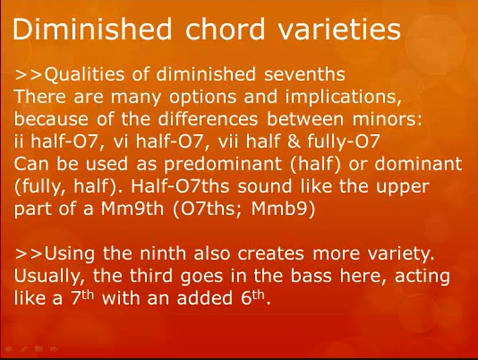 Diminished chord varieties
>>Qualities of diminished sevenths
There are many options and implications,
because of the differences between minors:
ii half-O7, vi half-O7, vii half & fully-O7
Can be used as predominant (half) or dominant
(fully, half). Half-O7ths sound like the upper
part of a Mm9th (O7ths; Mmb9)
>>Using the ninth also creates more variety.
Usually, the third goes in the bass here, acting
like a 7th with an added 6th.